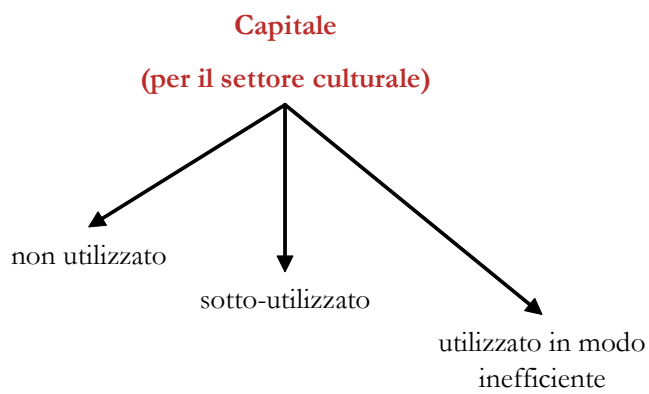 Capitale
(per il settore culturale)
non utilizzato
sotto-utilizzato
utilizzato in modo
inefficiente